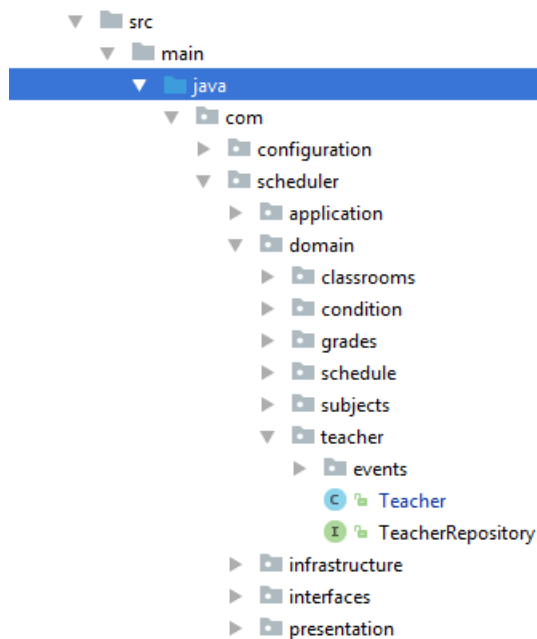 src
main
java
com
configuration
scheduler
application
domain
classrooms
condition
grades
schedule
subjects
teacher
events
C Teacher
I TeacherRepository
infrastructure
interfaces
presentation